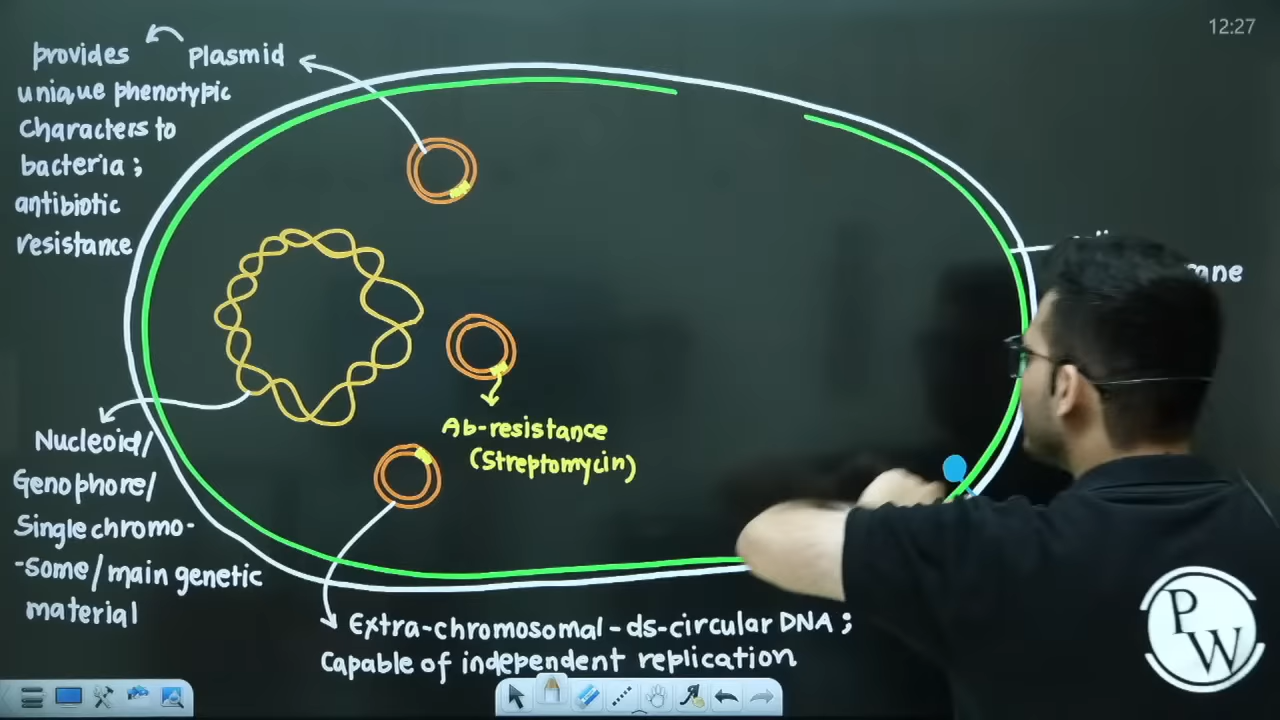 12:27
provides plasmid
unique phenotypic
characters to
bacteria;
antibiotic
resistance
Ab-resistance
(Streptomycin)
Nucleoid/
Genophore/
Single chromo-
-some/main genetic
material
Extra-chromosomal-ds-circular DNA;
Capable of independent replication
PW